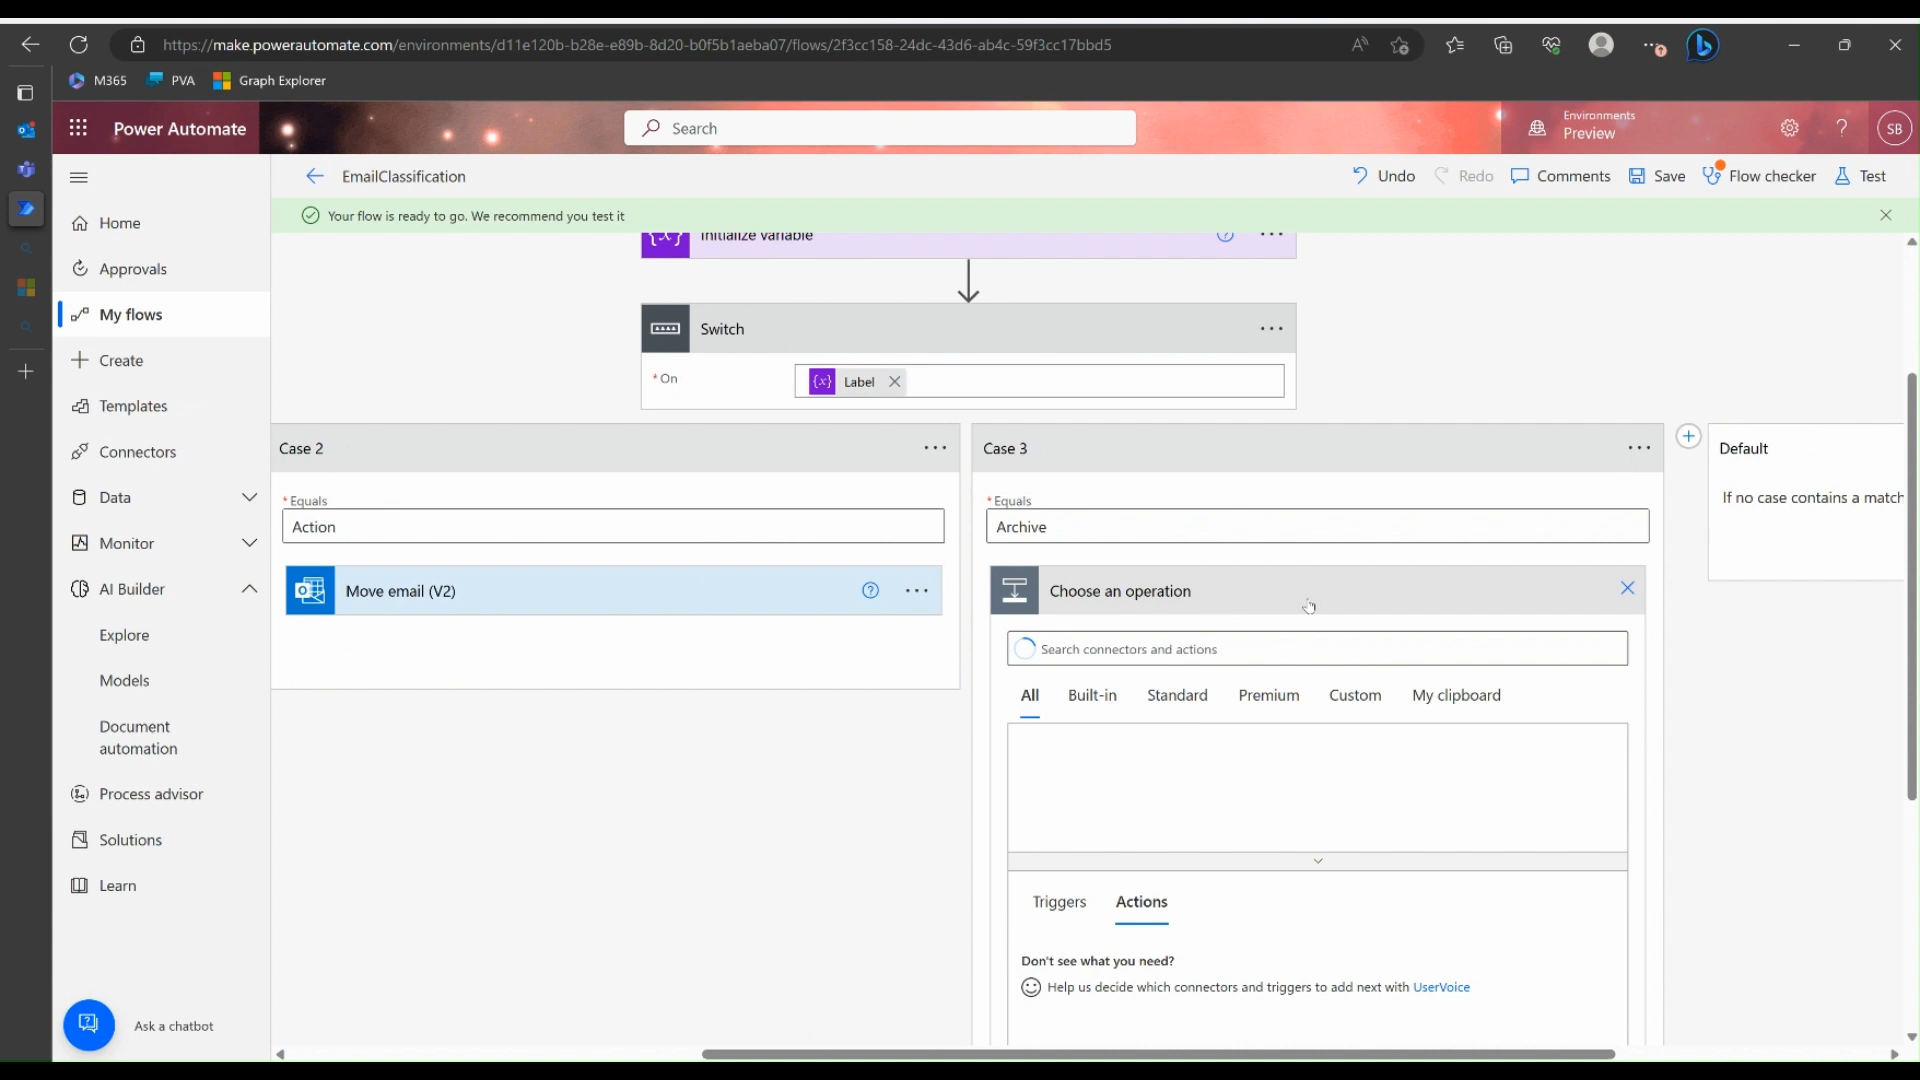 https://make.powerautomate.com/environments/d11e120b-b28e-e89b-8d20-b0f5b1aeba07/flows/2f3cc158-24dc-43d6-ab4c-59f3cc17bbd5
M365 PVA Graph Explorer
Power Automate
Search
Environments
Preview
SB
EmailClassification
Undo Redo Comments Save Flow checker Test
Your flow is ready to go. We recommend you test it
Home
Approvals
My flows
Create
Templates
Connectors
Data
Monitor
AI Builder
Explore
Models
Document
automation
Process advisor
Solutions
Learn
Ask a chatbot
Initialize variable
Switch
* On
{x} Label
Case 2
* Equals
Action
Move email (V2)
Case 3
* Equals
Archive
Choose an operation
Search connectors and actions
All Built-in Standard Premium Custom My clipboard
Triggers Actions
Don't see what you need?
Help us decide which connectors and triggers to add next with UserVoice
Default
If no case contains a match